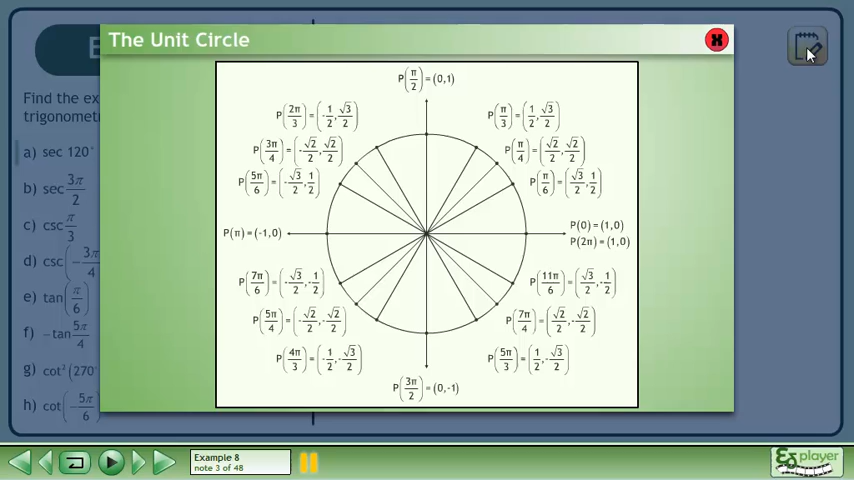 The Unit Circle
X
Find the ex
trigonomet
a) sec 120°
b) sec 3π/2
c) csc π/3
d) csc(-3π/4
e) tan(π/6)
f) -tan 5π/4
g) cot²(270°
h) cot(-5π/6
P(π/2) = (0,1)
P(2π/3) = (-1/2, √3/2)
P(π/3) = (1/2, √3/2)
P(3π/4) = (-√2/2, √2/2)
P(π/4) = (√2/2, √2/2)
P(5π/6) = (-√3/2, 1/2)
P(π/6) = (√3/2, 1/2)
P(π) = (-1,0)
P(0) = (1,0)
P(2π) = (1,0)
P(7π/6) = (-√3/2, -1/2)
P(11π/6) = (√3/2, -1/2)
P(5π/4) = (-√2/2, -√2/2)
P(7π/4) = (√2/2, -√2/2)
P(4π/3) = (-1/2, -√3/2)
P(5π/3) = (1/2, -√3/2)
P(3π/2) = (0,-1)
Example 8
note 3 of 48
player